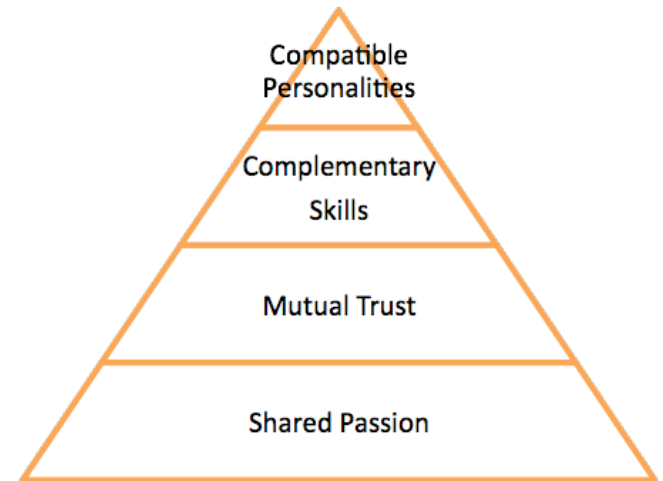 Compatible
Personalities
Complementary
Skills
Mutual Trust
Shared Passion